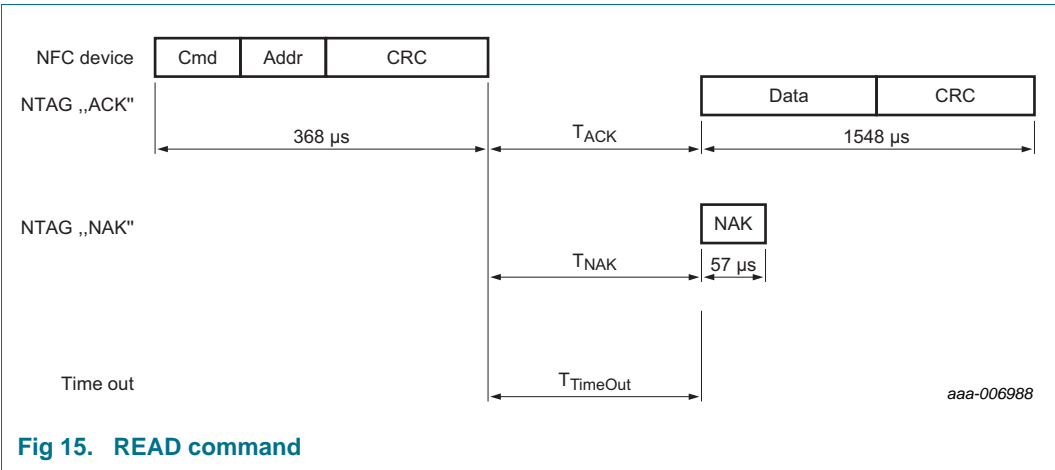 NFC device Cmd Addr CRC
NTAG ,,ACK" Data CRC
368 µs TACK 1548 µs
NTAG ,,NAK" NAK
TNAK 57 µs
Time out TTimeOut aaa-006988
Fig 15. READ command